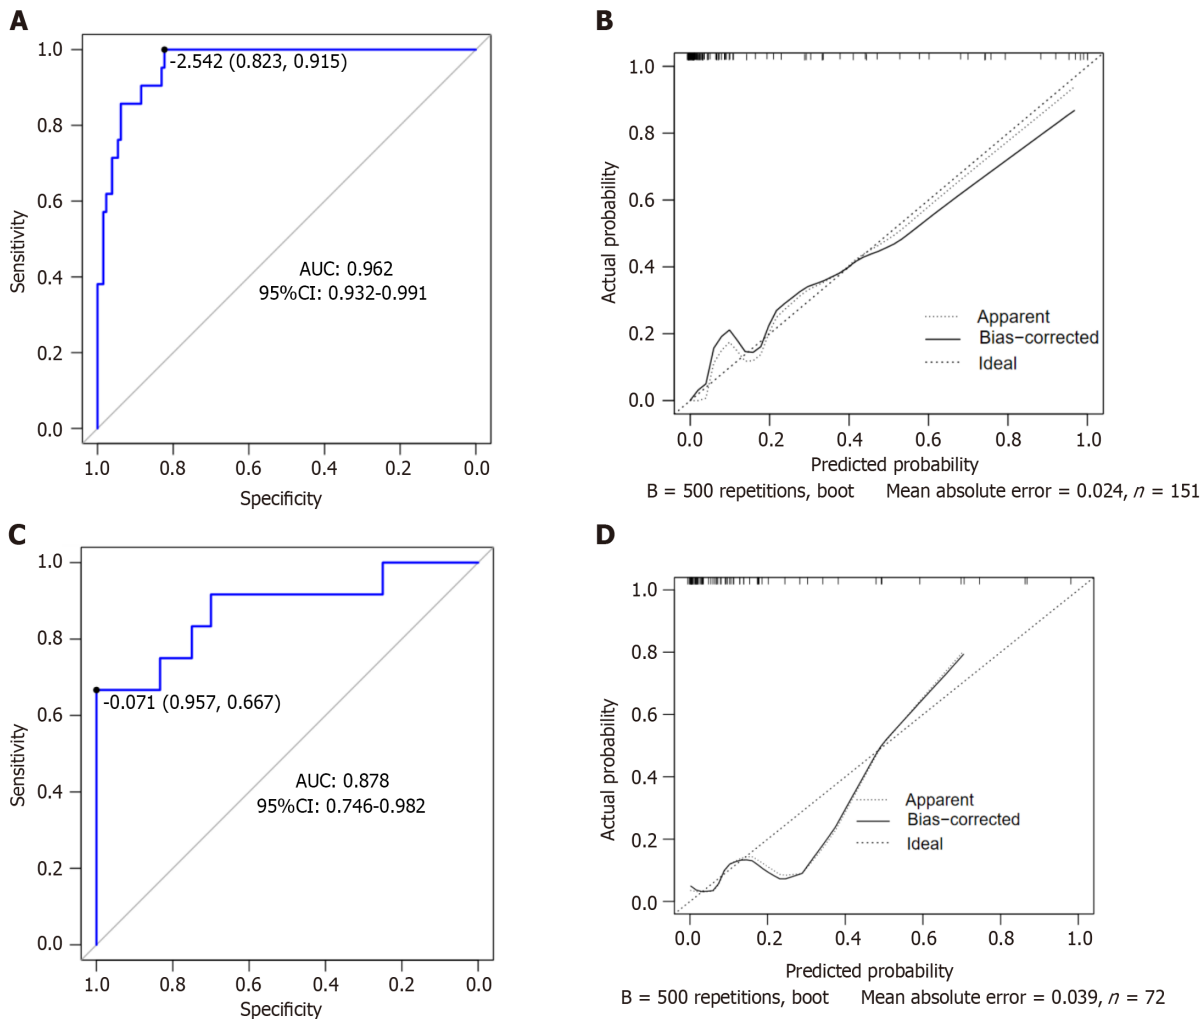 A
1.0
0.8
0.6
0.4
0.2
0.0
Sensitivity
-2.542 (0.823, 0.915)
AUC: 0.962
95%CI: 0.932-0.991
1.0 0.8 0.6 0.4 0.2 0.0
Specificity
B
1.0
0.8
0.6
0.4
0.2
0.0
Actual probability
Apparent
Bias-corrected
Ideal
0.0 0.2 0.4 0.6 0.8 1.0
Predicted probability
B = 500 repetitions, boot Mean absolute error = 0.024, n = 151
C
1.0
0.8
0.6
0.4
0.2
0.0
Sensitivity
-0.071 (0.957, 0.667)
AUC: 0.878
95%CI: 0.746-0.982
1.0 0.8 0.6 0.4 0.2 0.0
Specificity
D
1.0
0.8
0.6
0.4
0.2
0.0
Actual probability
Apparent
Bias-corrected
Ideal
0.0 0.2 0.4 0.6 0.8 1.0
Predicted probability
B = 500 repetitions, boot Mean absolute error = 0.039, n = 72